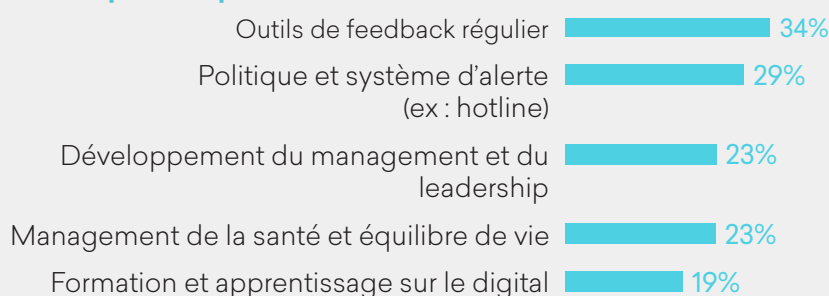 Outils de feedback régulier 34%
Politique et système d’alerte 29%
(ex : hotline)
Développement du management et du 23%
leadership
Management de la santé et équilibre de vie 23%
Formation et apprentissage sur le digital 19%